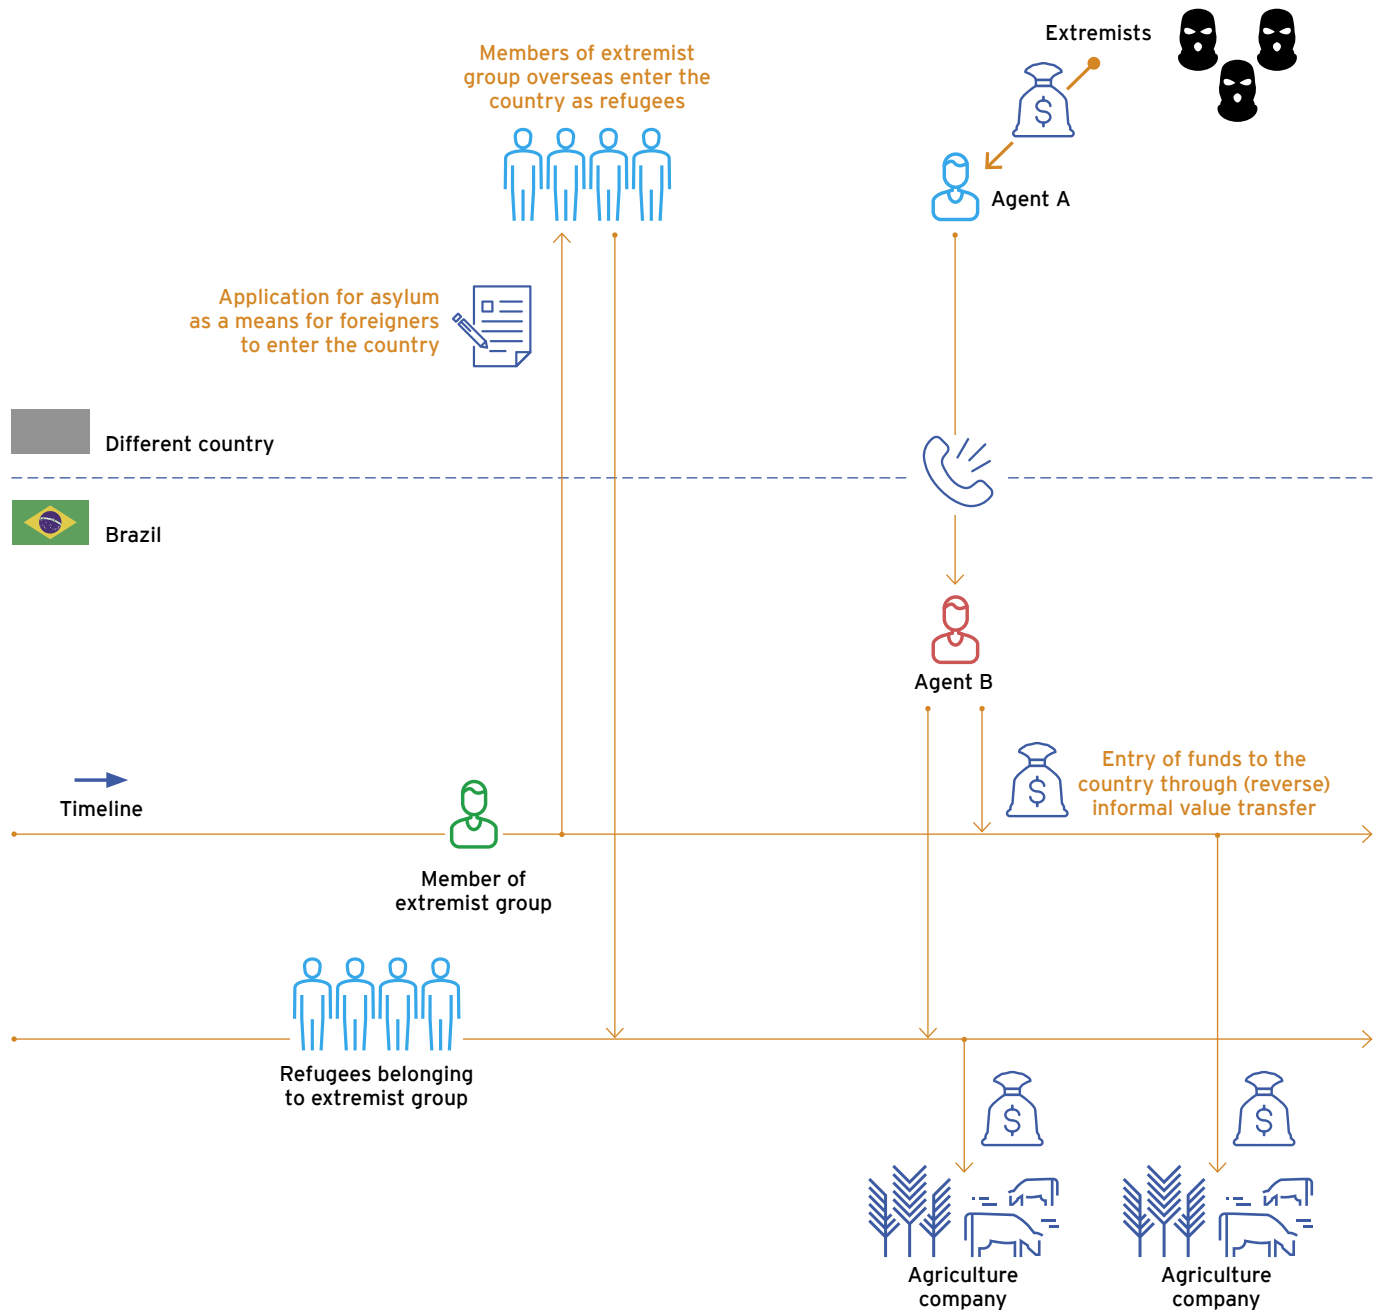 Extremists
Members of extremist
group overseas enter the
country as refugees
$
Agent A
Application for asylum
as a means for foreigners
to enter the country
Different country
Brazil
Agent B
Entry of funds to the
country through (reverse)
informal value transfer
$
Timeline
Member of
extremist group
Refugees belonging
to extremist group
$
$
Agriculture
company
Agriculture
company